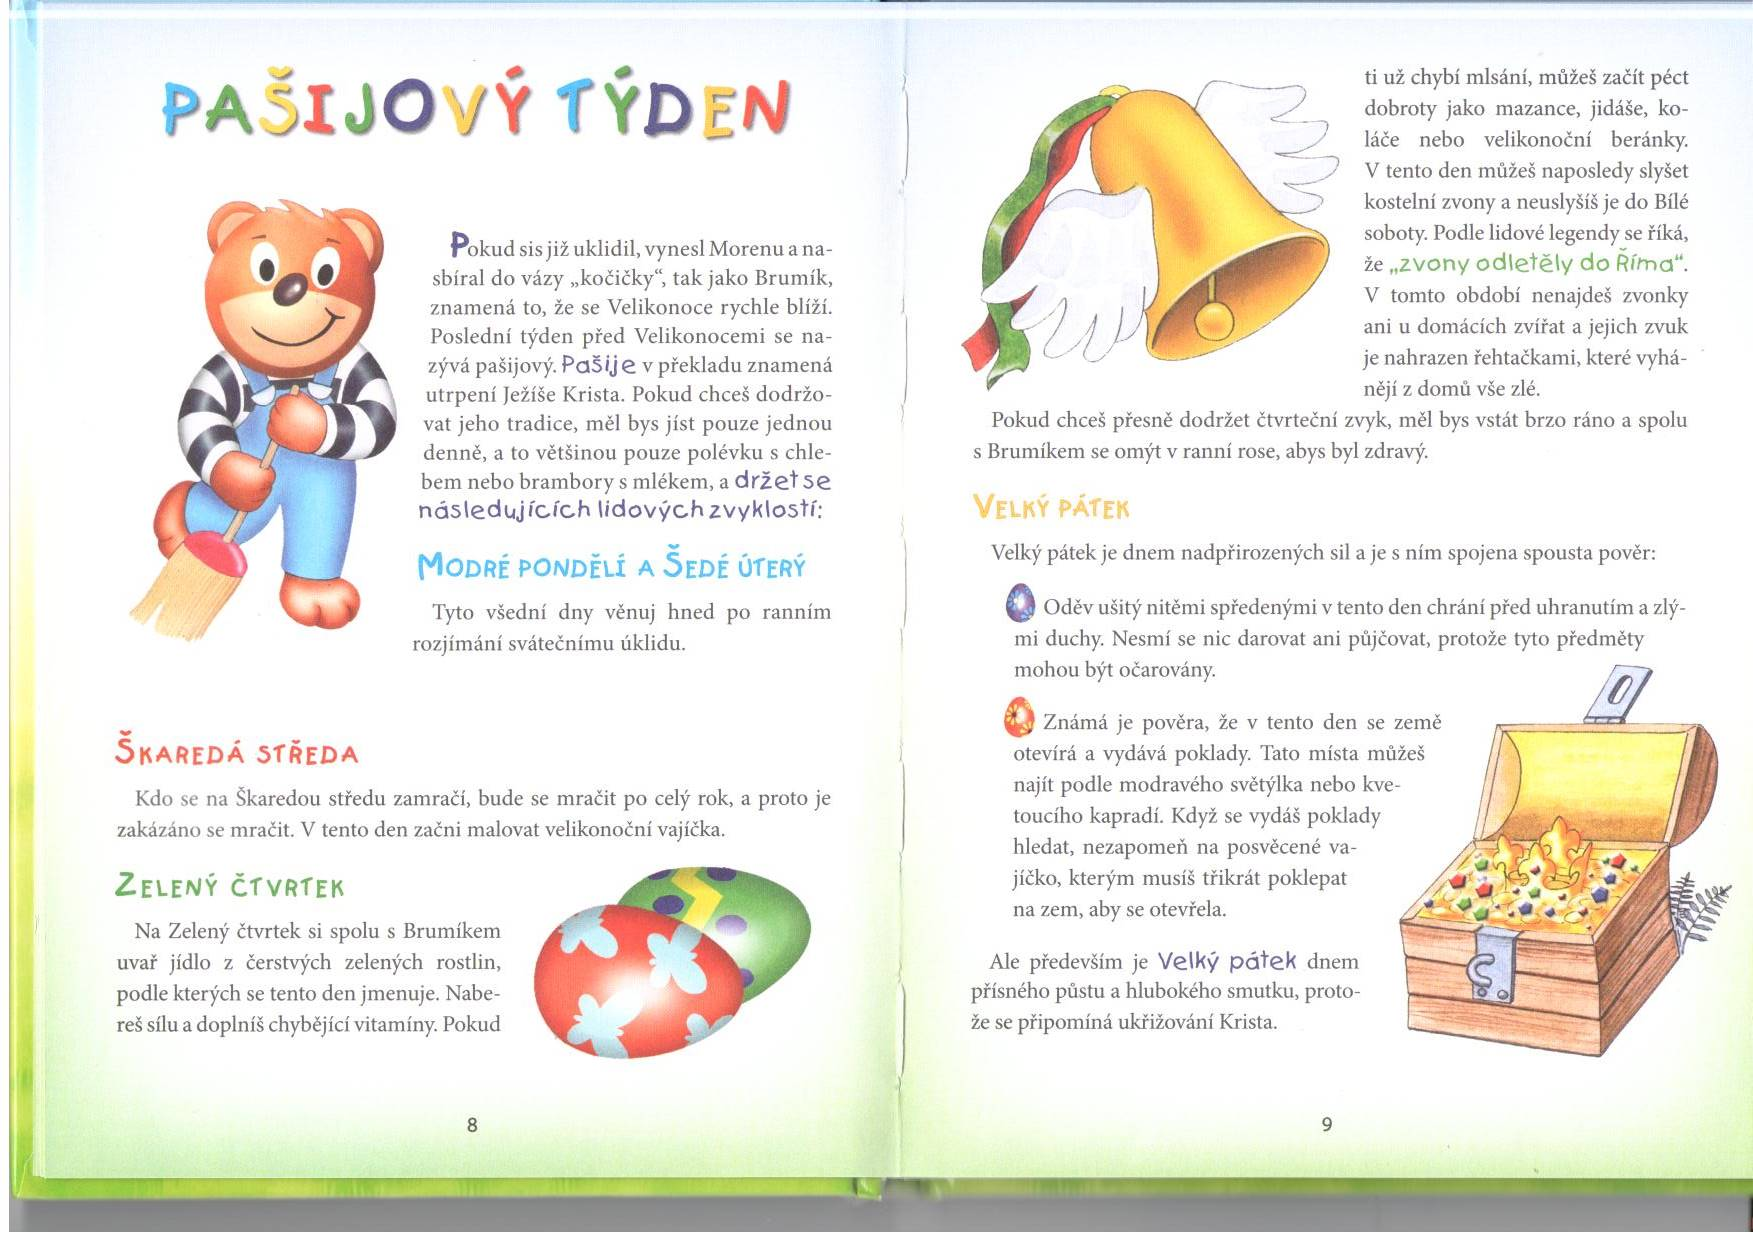 PAŠIJOVÝ TÝDEN
Pokud sis již uklidil, vynesl Morenu a na-
sbíral do vázy „kočičky“, tak jako Brumík,
znamená to, že se Velikonoce rychle blíží.
Poslední týden před Velikonocemi se na-
zývá pašijový. Pašije v překladu znamená
utrpení Ježíše Krista. Pokud chceš dodržo-
vat jeho tradice, měl bys jíst pouze jednou
denně, a to většinou pouze polévku s chle-
bem nebo brambory s mlékem, a držet se
následujících lidových zvyklostí:
MODRÉ PONDĚLÍ A ŠEDÉ ÚTERÝ
Tyto všední dny věnuj hned po ranním
rozjímání svátečnímu úklidu.
ŠKAREDÁ STŘEDA
Kdo se na Škaredou středu zamračí, bude se mračit po celý rok, a proto je
zakázáno se mračit. V tento den začni malovat velikonoční vajíčka.
ZELENÝ ČTVRTEK
Na Zelený čtvrtek si spolu s Brumíkem
uvař jídlo z čerstvých zelených rostlin,
podle kterých se tento den jmenuje. Nabe-
reš sílu a doplníš chybějící vitamíny. Pokud
8
ti už chybí mlsání, můžeš začít péct
dobroty jako mazance, jidáše, ko-
láče nebo velikonoční beránky.
V tento den můžeš naposledy slyšet
kostelní zvony a neuslyšíš je do Bílé
soboty. Podle lidové legendy se říká,
že „zvony odletěly do Říma“.
V tomto období nenajdeš zvonky
ani u domácích zvířat a jejich zvuk
je nahrazen řehtačkami, které vyhá-
nějí z domů vše zlé.
Pokud chceš přesně dodržet čtvrteční zvyk, měl bys vstát brzo ráno a spolu
s Brumíkem se omýt v ranní rose, abys byl zdravý.
VELKÝ PÁTEK
Velký pátek je dnem nadpřirozených sil a je s ním spojena spousta pověr:
Oděv ušitý nitěmi spředenými v tento den chrání před uhranutím a zlý-
mi duchy. Nesmí se nic darovat ani půjčovat, protože tyto předměty
mohou být očarovány.
Známá je pověra, že v tento den se země
otevírá a vydává poklady. Tato místa můžeš
najít podle modravého světýlka nebo kve-
toucího kapradí. Když se vydáš poklady
hledat, nezapomeň na posvěcené va-
jíčko, kterým musíš třikrát poklepat
na zem, aby se otevřela.
Ale především je Velký pátek dnem
přísného půstu a hlubokého smutku, proto-
že se připomíná ukřižování Krista.
9